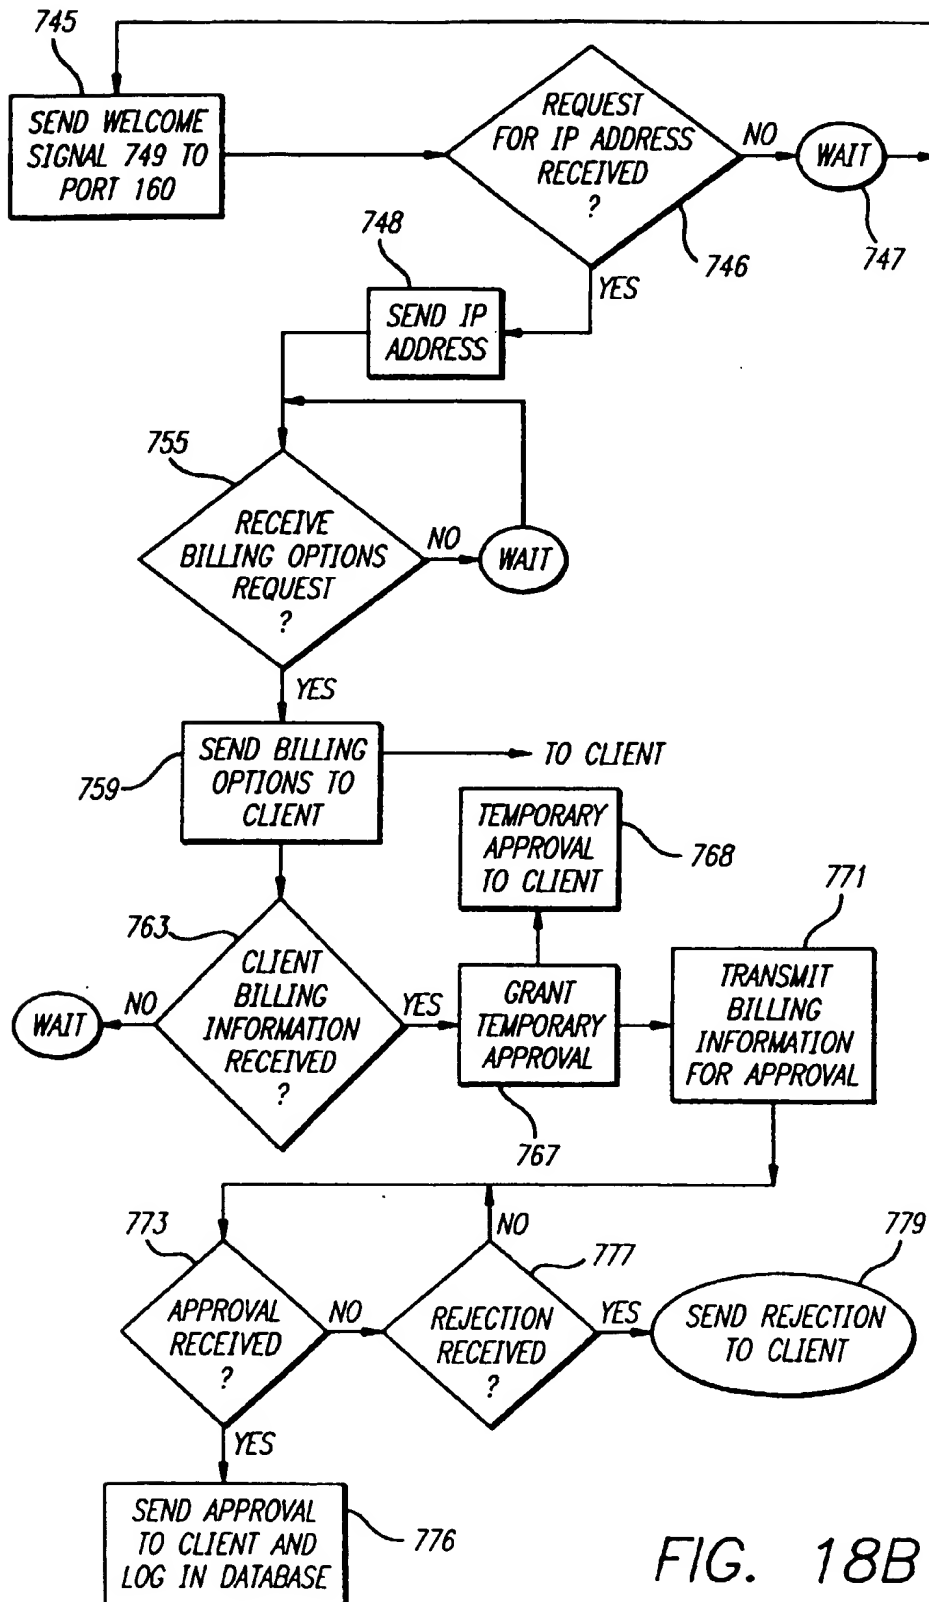 745
SEND WELCOME
SIGNAL 749 TO
PORT 160
REQUEST
FOR IP ADDRESS
RECEIVED
?
NO
WAIT
746
747
YES
748
SEND IP
ADDRESS
755
RECEIVE
BILLING OPTIONS
REQUEST
?
NO
WAIT
YES
759
SEND BILLING
OPTIONS TO
CLIENT
TO CLIENT
TEMPORARY
APPROVAL
TO CLIENT
768
763
CLIENT
BILLING
INFORMATION
RECEIVED
?
NO
WAIT
YES
GRANT
TEMPORARY
APPROVAL
767
771
TRANSMIT
BILLING
INFORMATION
FOR APPROVAL
773
APPROVAL
RECEIVED
?
NO
NO
777
REJECTION
RECEIVED
?
YES
779
SEND REJECTION
TO CLIENT
YES
SEND APPROVAL
TO CLIENT AND
LOG IN DATABASE
776
FIG. 18B